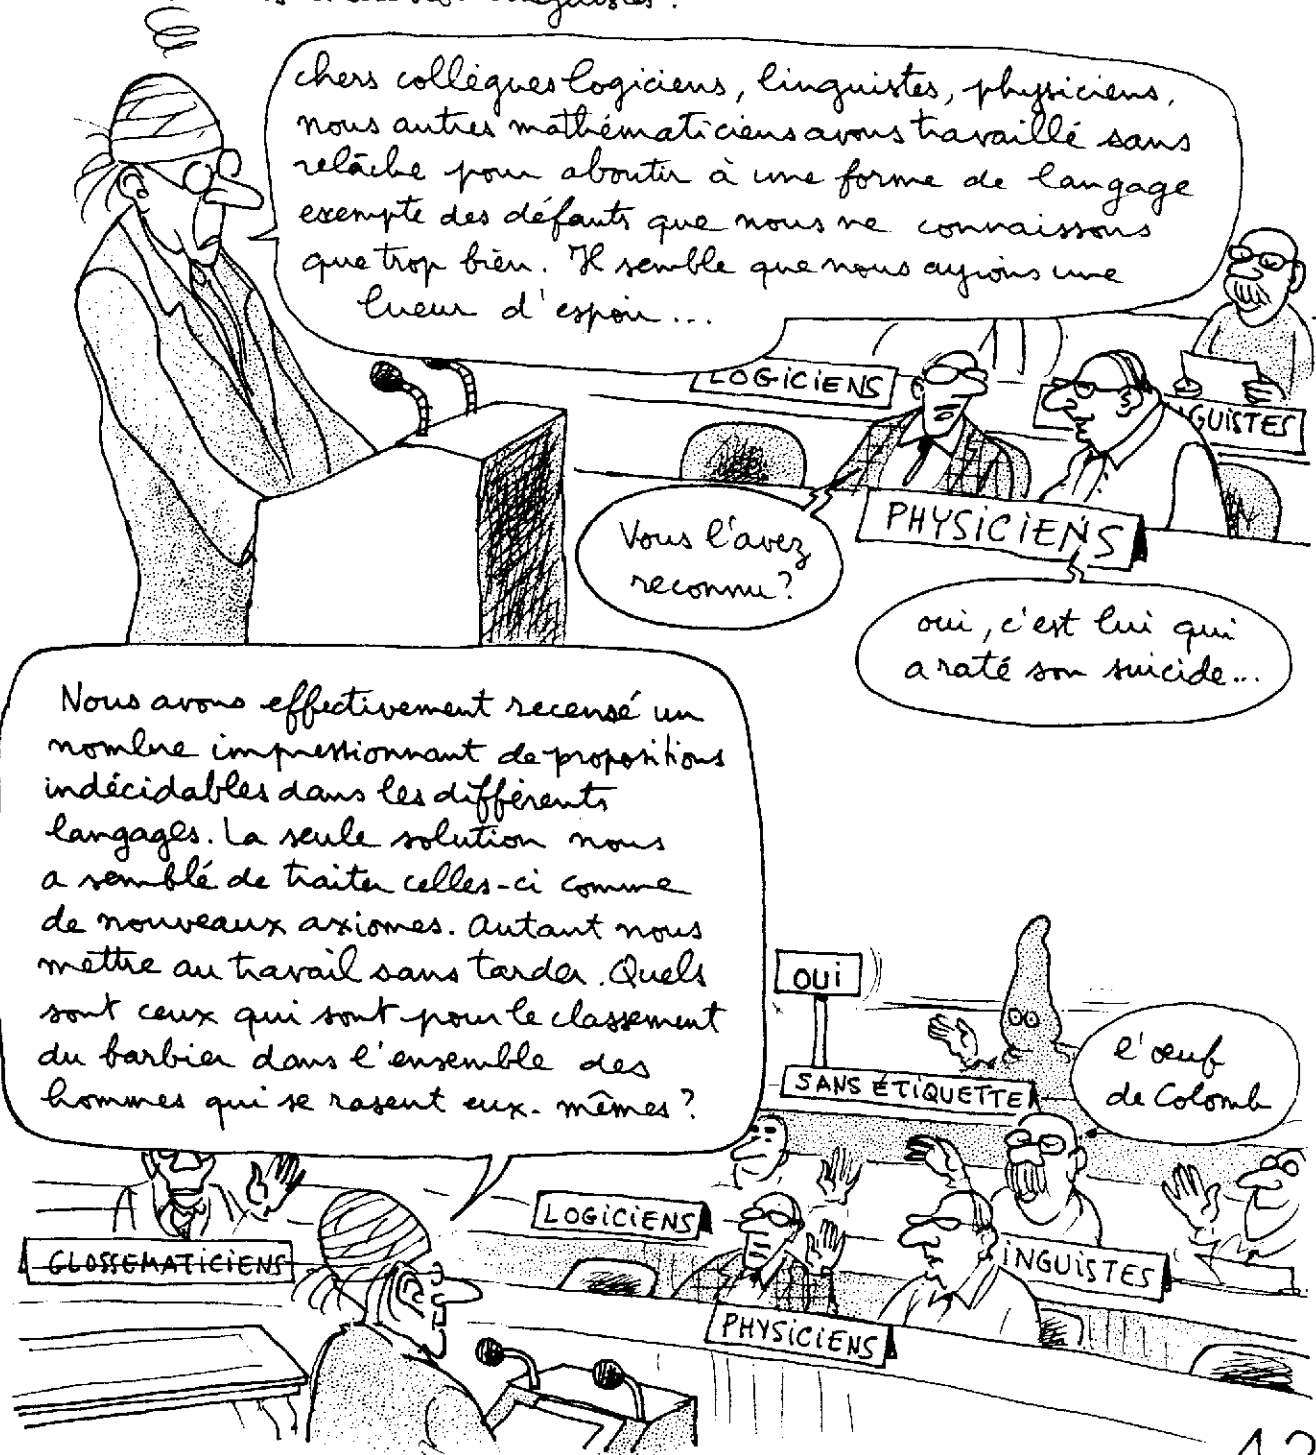 chers collègues logiciens, linguistes, physiciens,
nous autres mathématiciens avons travaillé sans
relâche pour aboutir à une forme de langage
exempte des défauts que nous ne connaissons
que trop bien. Il semble que nous ayions une
lueur d'espoir...
LOGICIENS
GUISTES
PHYSICIENS
Vous l'avez
reconnu?
oui, c'est lui qui
a raté son suicide...
Nous avons effectivement recensé un
nombre impressionnant de propositions
indécidables dans les différents
langages. La seule solution nous
a semblé de traiter celles-ci comme
de nouveaux axiomes. Autant nous
mettre au travail sans tarder. Quels
sont ceux qui sont pour le classement
du barbier dans l'ensemble des
hommes qui se rasent eux-mêmes?
OUI
SANS ÉTIQUETTE
l'œuf
de Colomb
GLOSSEMATICIENS
LOGICIENS
INGUISTES
PHYSICIENS